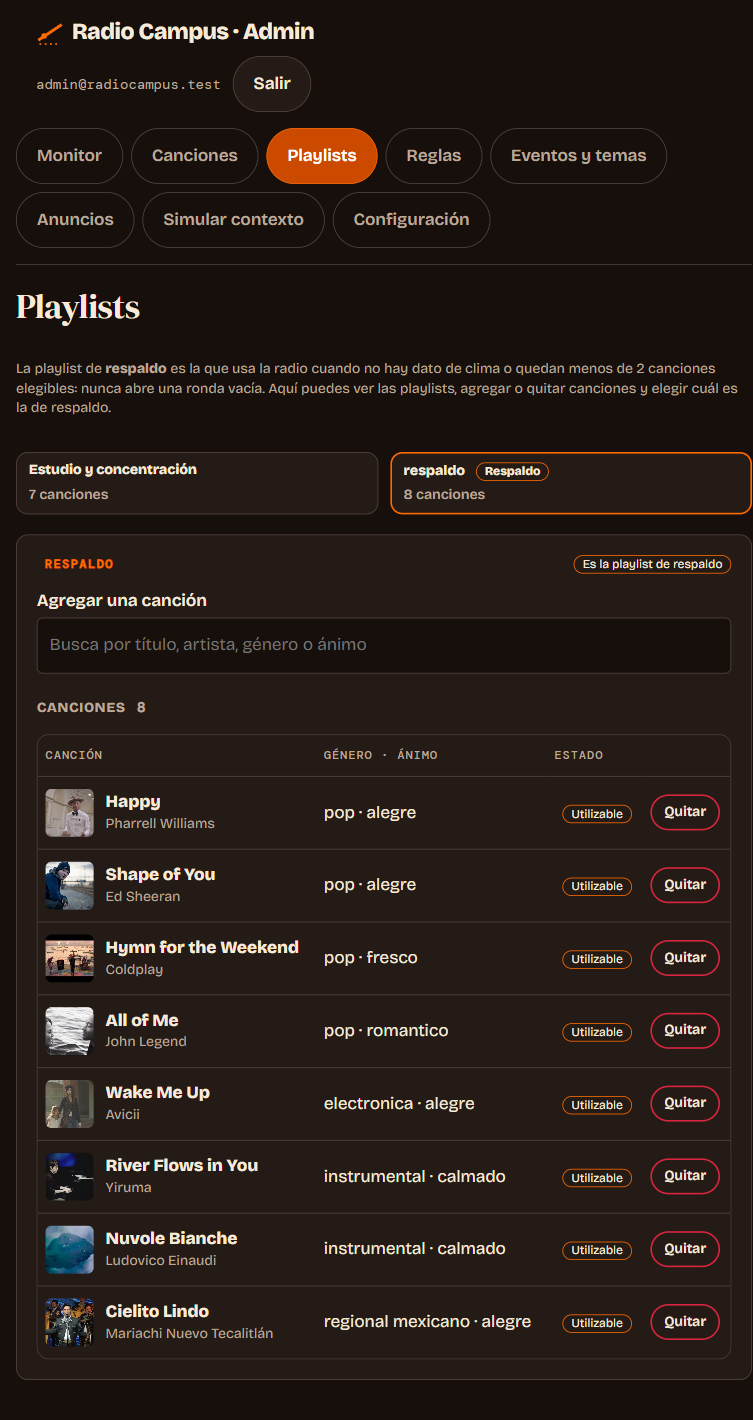 Radio Campus · Admin
admin@radiocampus.test Salir
Monitor Canciones Playlists Reglas Eventos y temas
Anuncios Simular contexto Configuración
Playlists
La playlist de respaldo es la que usa la radio cuando no hay dato de clima o quedan menos de 2 canciones
elegibles: nunca abre una ronda vacía. Aquí puedes ver las playlists, agregar o quitar canciones y elegir cuál es
la de respaldo.
Estudio y concentración
7 canciones
respaldo Respaldo
8 canciones
RESPALDO Es la playlist de respaldo
Agregar una canción
Busca por título, artista, género o ánimo
CANCIONES 8
CANCIÓN GÉNERO · ÁNIMO ESTADO
Happy
Pharrell Williams
pop · alegre Utilizable Quitar
Shape of You
Ed Sheeran
pop · alegre Utilizable Quitar
Hymn for the Weekend
Coldplay
pop · fresco Utilizable Quitar
All of Me
John Legend
pop · romantico Utilizable Quitar
Wake Me Up
Avicii
electronica · alegre Utilizable Quitar
River Flows in You
Yiruma
instrumental · calmado Utilizable Quitar
Nuvole Bianche
Ludovico Einaudi
instrumental · calmado Utilizable Quitar
Cielito Lindo
Mariachi Nuevo Tecalitlán
regional mexicano · alegre Utilizable Quitar